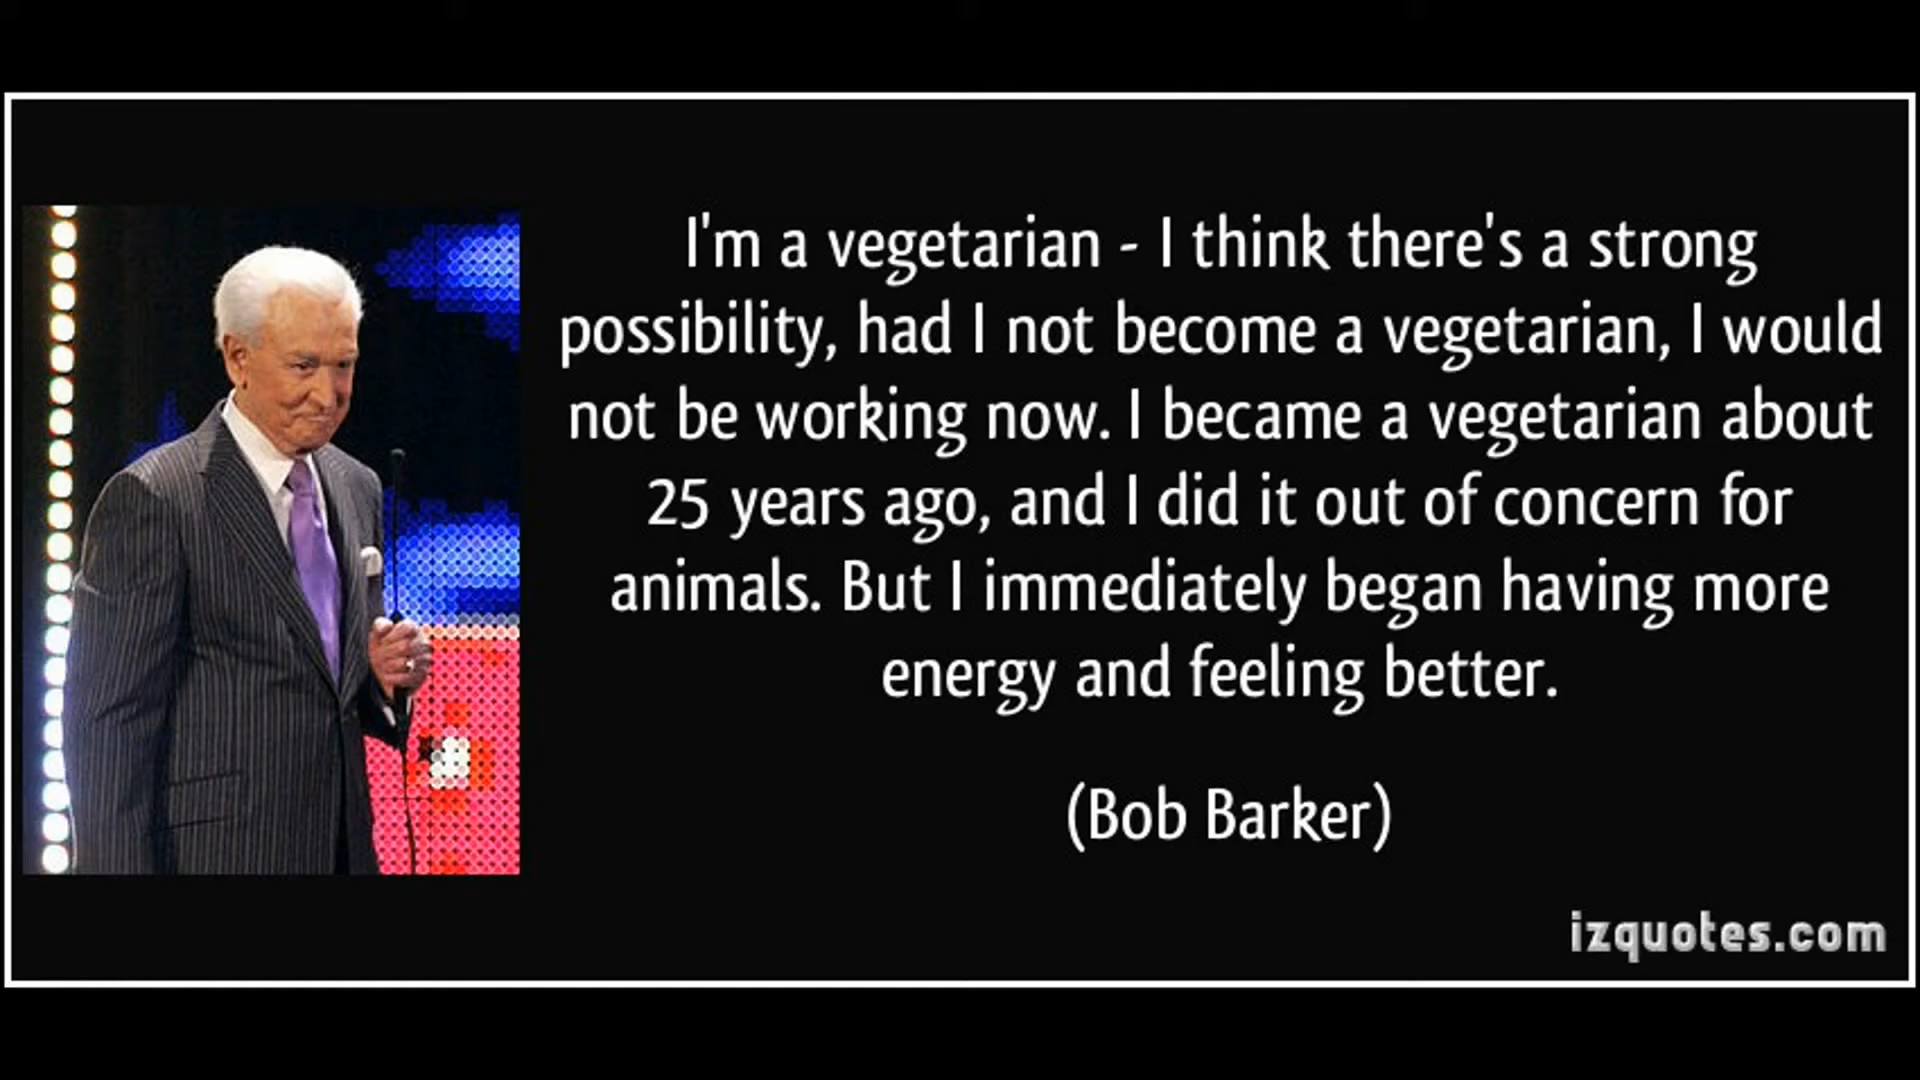 I'm a vegetarian - I think there's a strong
possibility, had I not become a vegetarian, I would
not be working now. I became a vegetarian about
25 years ago, and I did it out of concern for
animals. But I immediately began having more
energy and feeling better.
(Bob Barker)
izquotes.com